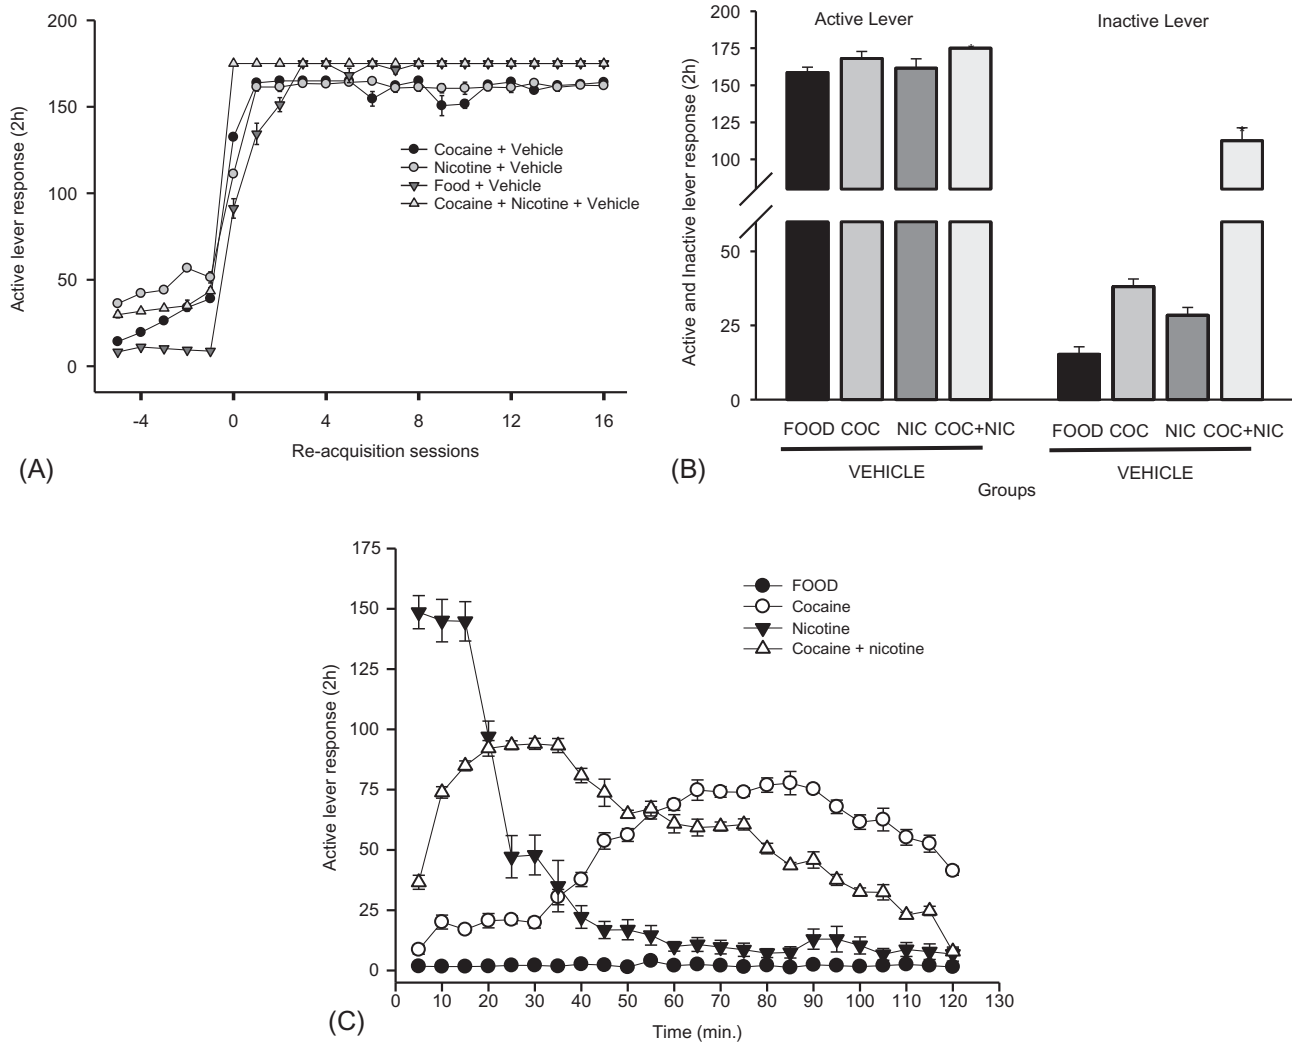 200
150
100
50
0
Active lever response (2h)
-4 0 4 8 12 16
Re-acquisition sessions
Cocaine + Vehicle
Nicotine + Vehicle
Food + Vehicle
Cocaine + Nicotine + Vehicle
(A)
200
175
150
100
50
25
0
Active and Inactive lever response (2h)
Active Lever Inactive Lever
*
*
FOOD COC NIC COC+NIC FOOD COC NIC COC+NIC
VEHICLE VEHICLE
Groups
(B)
175
150
125
100
75
50
25
0
Active lever response (2h)
FOOD
Cocaine
Nicotine
Cocaine + nicotine
0 10 20 30 40 50 60 70 80 90 100 110 120 130
Time (min.)
(C)